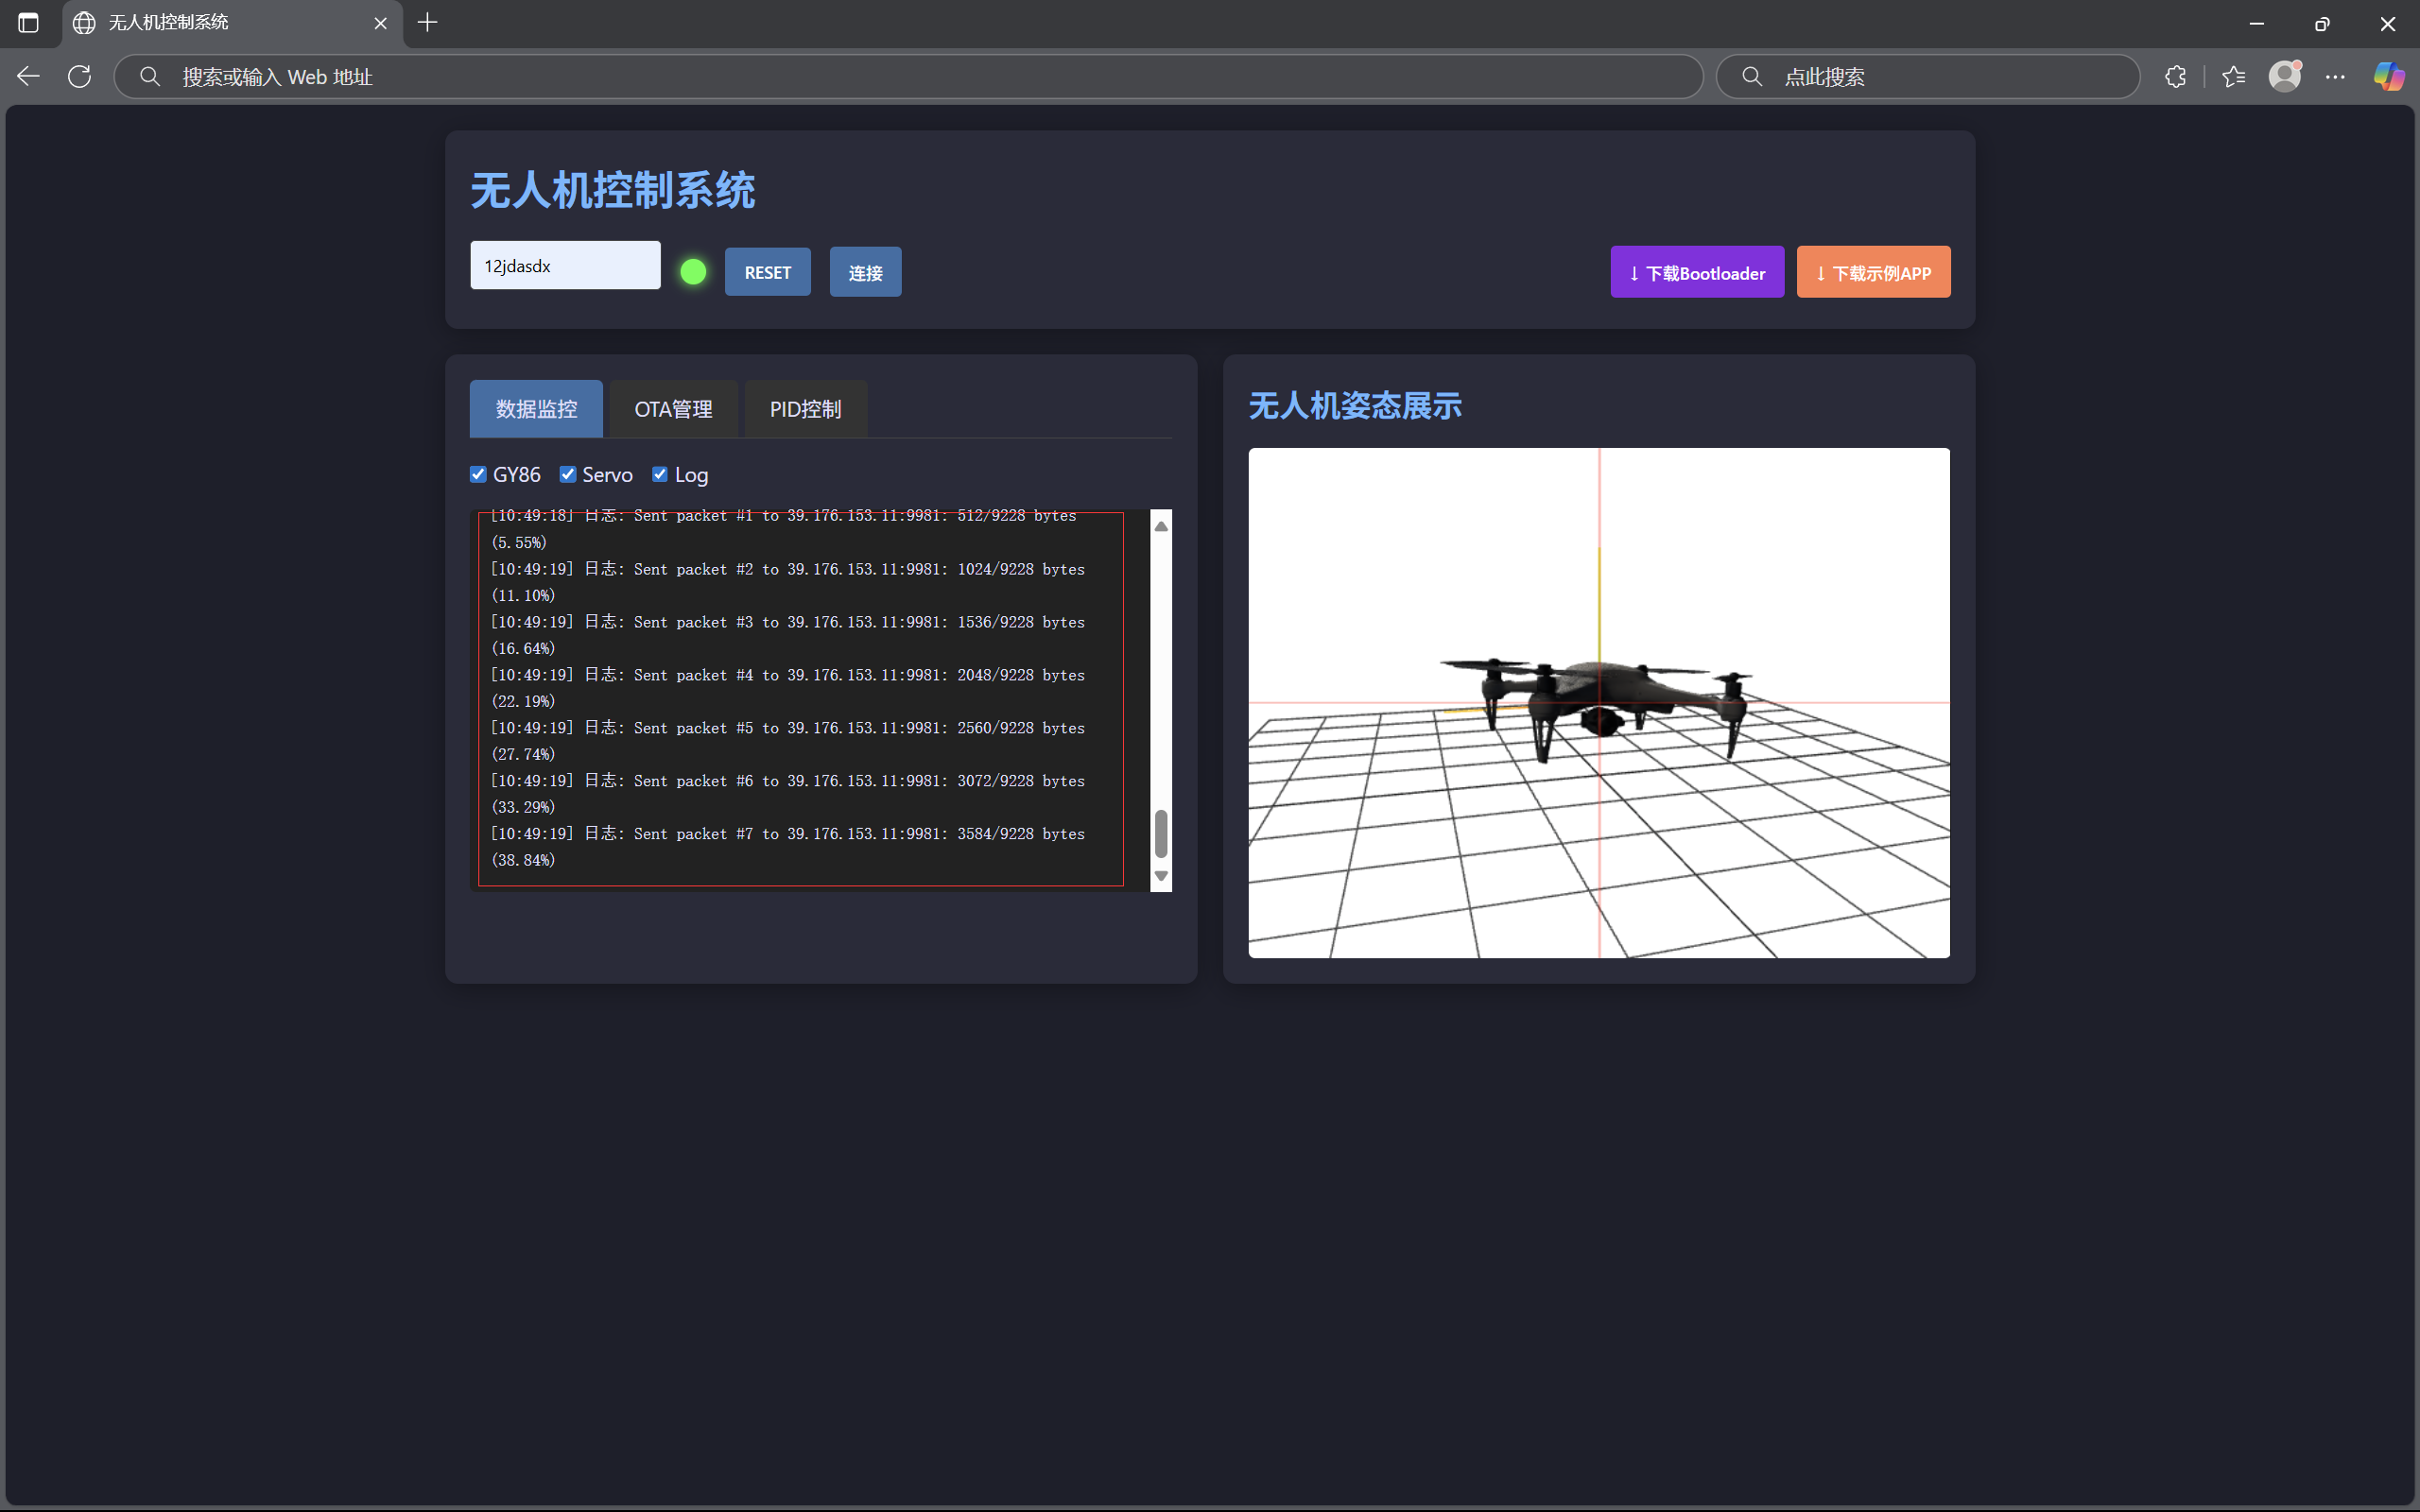 无人机控制系统
搜索或输入 Web 地址
点此搜索
无人机控制系统
12jdasdx
RESET
连接
↓ 下载Bootloader
↓ 下载示例APP
数据监控
OTA管理
PID控制
GY86
Servo
Log
[10:49:18] 日志: Sent packet #1 to 39.176.153.11:9981: 512/9228 bytes
(5.55%)
[10:49:19] 日志: Sent packet #2 to 39.176.153.11:9981: 1024/9228 bytes
(11.10%)
[10:49:19] 日志: Sent packet #3 to 39.176.153.11:9981: 1536/9228 bytes
(16.64%)
[10:49:19] 日志: Sent packet #4 to 39.176.153.11:9981: 2048/9228 bytes
(22.19%)
[10:49:19] 日志: Sent packet #5 to 39.176.153.11:9981: 2560/9228 bytes
(27.74%)
[10:49:19] 日志: Sent packet #6 to 39.176.153.11:9981: 3072/9228 bytes
(33.29%)
[10:49:19] 日志: Sent packet #7 to 39.176.153.11:9981: 3584/9228 bytes
(38.84%)
无人机姿态展示